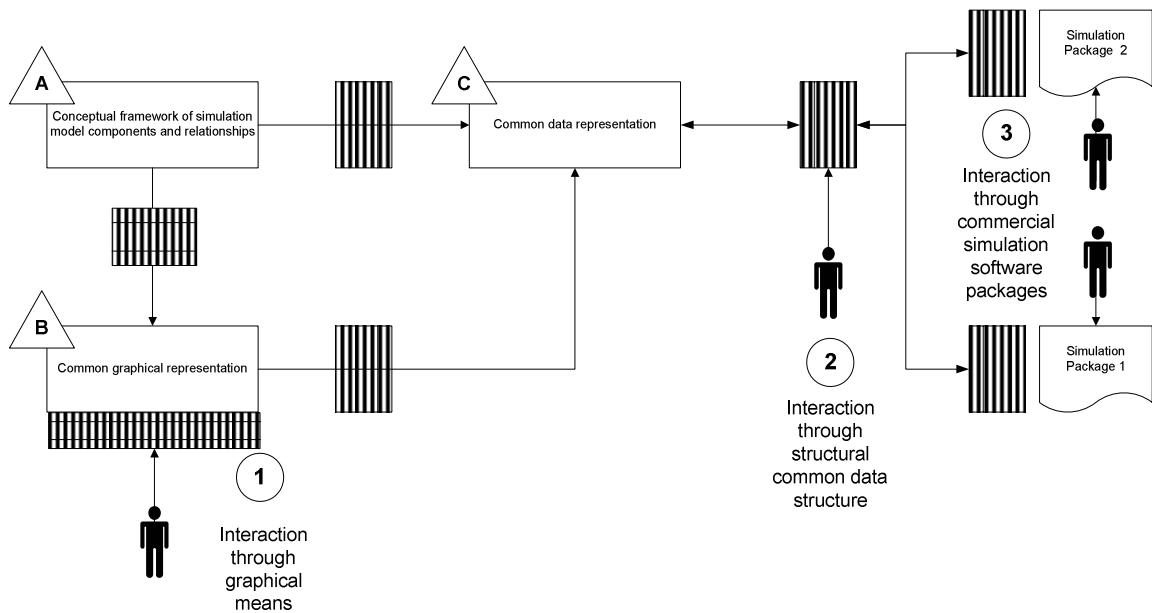 A
Conceptual framework of simulation
model components and relationships
C
Common data representation
Simulation
Package 2
3
Interaction
through
commercial
simulation
software
packages
B
Common graphical representation
Simulation
Package 1
2
Interaction
through
structural
common data
structure
1
Interaction
through
graphical
means